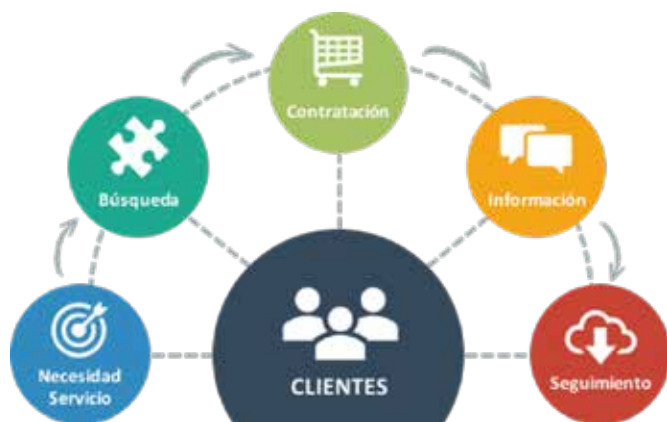 Contratación
Búsqueda
Información
Necesidad
Servicio
CLIENTES
Seguimiento